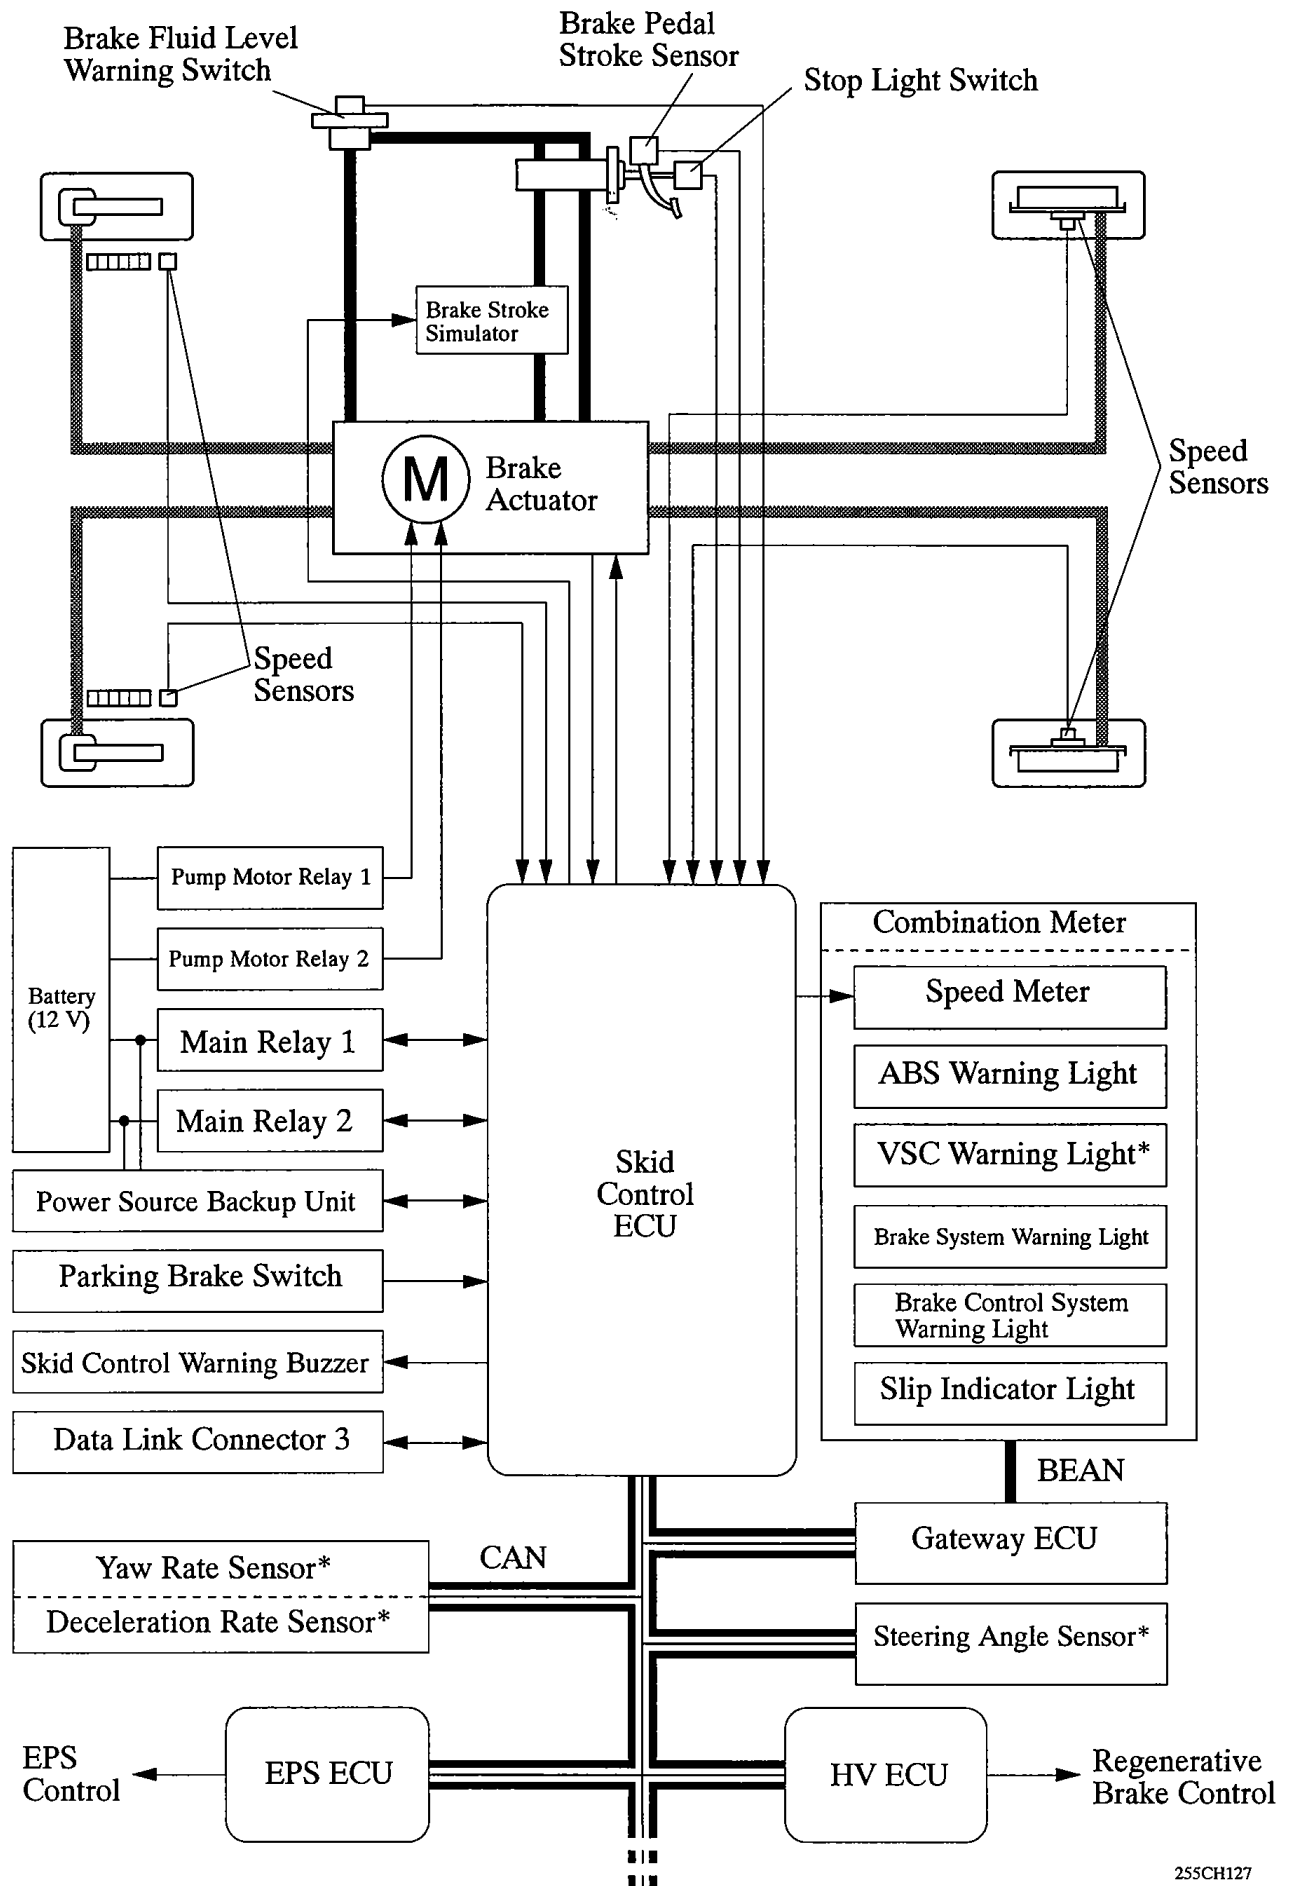 Brake Fluid Level
Warning Switch
Brake Pedal
Stroke Sensor
Stop Light Switch
Brake Stroke
Simulator
M
Brake
Actuator
Speed
Sensors
Speed
Sensors
Pump Motor Relay 1
Pump Motor Relay 2
Battery
(12 V)
Main Relay 1
Main Relay 2
Power Source Backup Unit
Parking Brake Switch
Skid Control Warning Buzzer
Data Link Connector 3
Skid
Control
ECU
Combination Meter
Speed Meter
ABS Warning Light
VSC Warning Light*
Brake System Warning Light
Brake Control System
Warning Light
Slip Indicator Light
BEAN
Gateway ECU
CAN
Yaw Rate Sensor*
Deceleration Rate Sensor*
Steering Angle Sensor*
EPS
Control
EPS ECU
HV ECU
Regenerative
Brake Control
255CH127